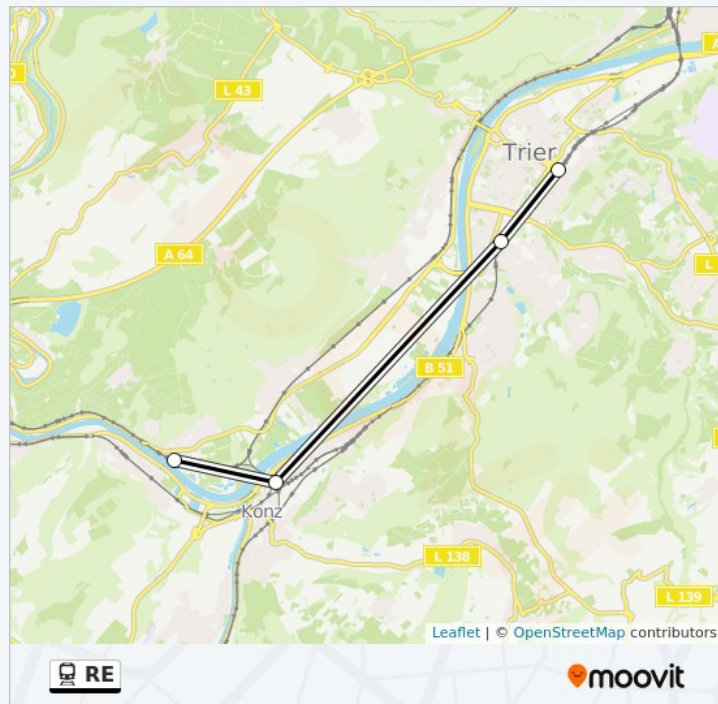 L 43
Trier
A 64
L
B 51
Konz
L 138
L 139
Leaflet | © OpenStreetMap contributors
RE
moovit